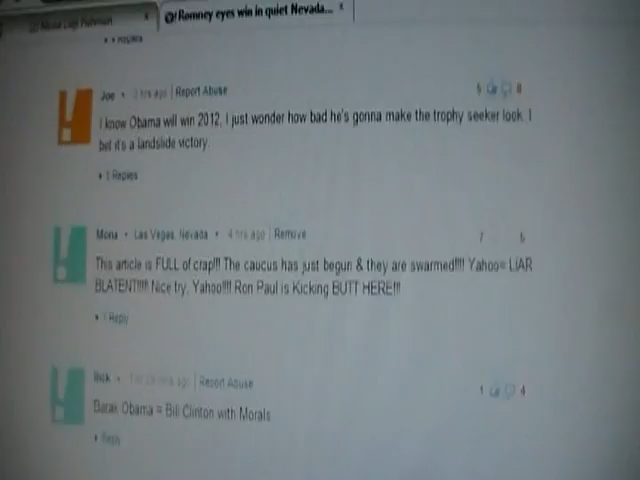 Romney eyes win in quiet Nevada... x
Joe • hrs ago | Report Abuse
I know Obama will win 2012, I just wonder how bad he's gonna make the trophy seeker look. I
bet it's a landslide victory
Replies
Mona • Las Vegas, Nevada • 4 hrs ago | Remove
7 6
This article is FULL of crap!!! The caucus has just begun & they are swarmed!!!! Yahoo= LIAR
BLATENT!!!! Nice try, Yahoo!!!! Ron Paul is Kicking BUTT HERE!!!
1 Reply
Rick • ago | Report Abuse
1 4
Barak Obama = Bill Clinton with Morals
Reply